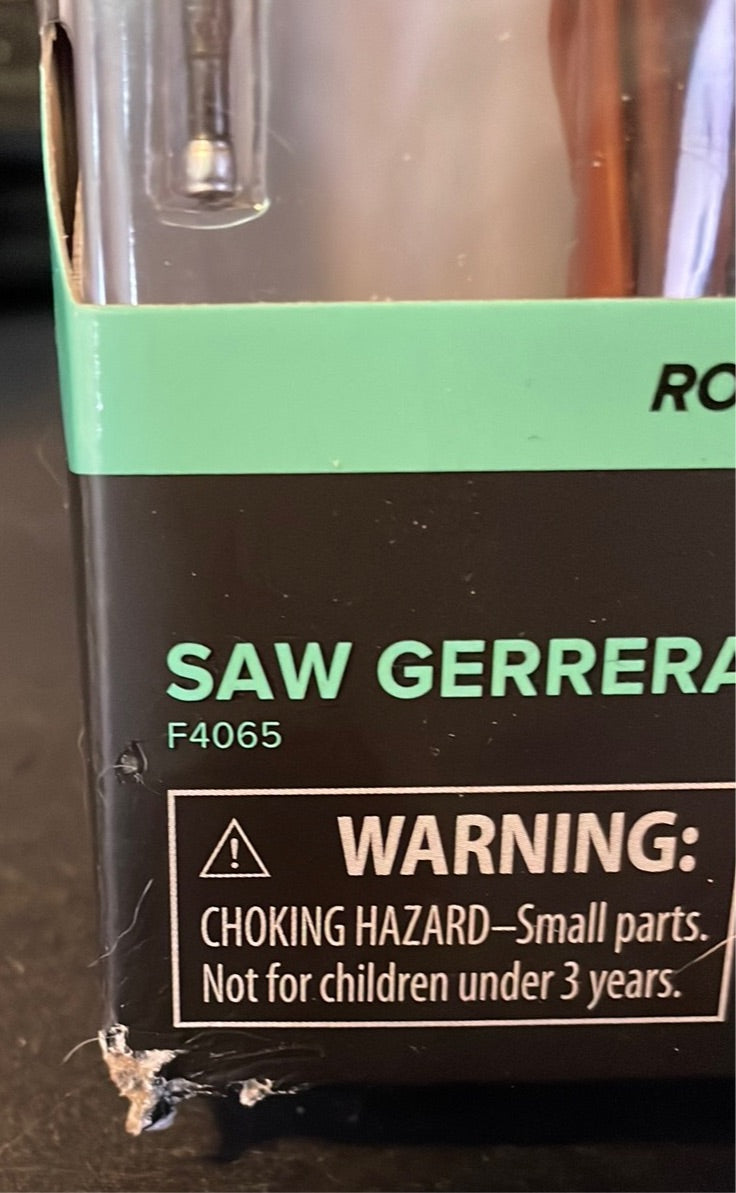 RO
SAW GERRERA
F4065
WARNING:
CHOKING HAZARD–Small parts.
Not for children under 3 years.